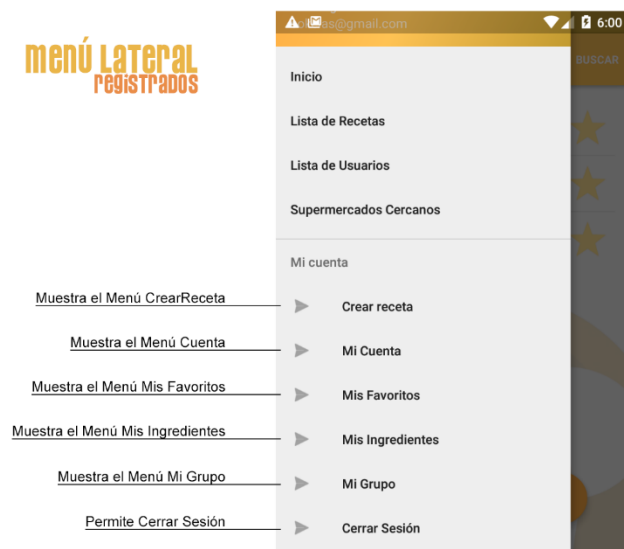 menú lateral
registrados
as@gmail.com
6:00
BUSCAR
Inicio
Lista de Recetas
Lista de Usuarios
Supermercados Cercanos
Mi cuenta
Muestra el Menú CrearReceta
Crear receta
Muestra el Menú Cuenta
Mi Cuenta
Muestra el Menú Mis Favoritos
Mis Favoritos
Muestra el Menú Mis Ingredientes
Mis Ingredientes
Muestra el Menú Mi Grupo
Mi Grupo
Permite Cerrar Sesión
Cerrar Sesión